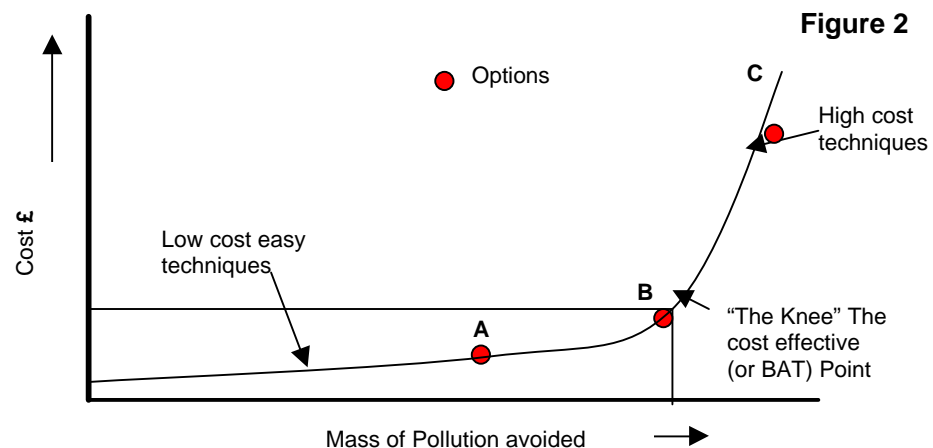 Figure 2
Options
C
High cost
techniques
Cost £
Low cost easy
techniques
B
A
“The Knee” The
cost effective
(or BAT) Point
Mass of Pollution avoided